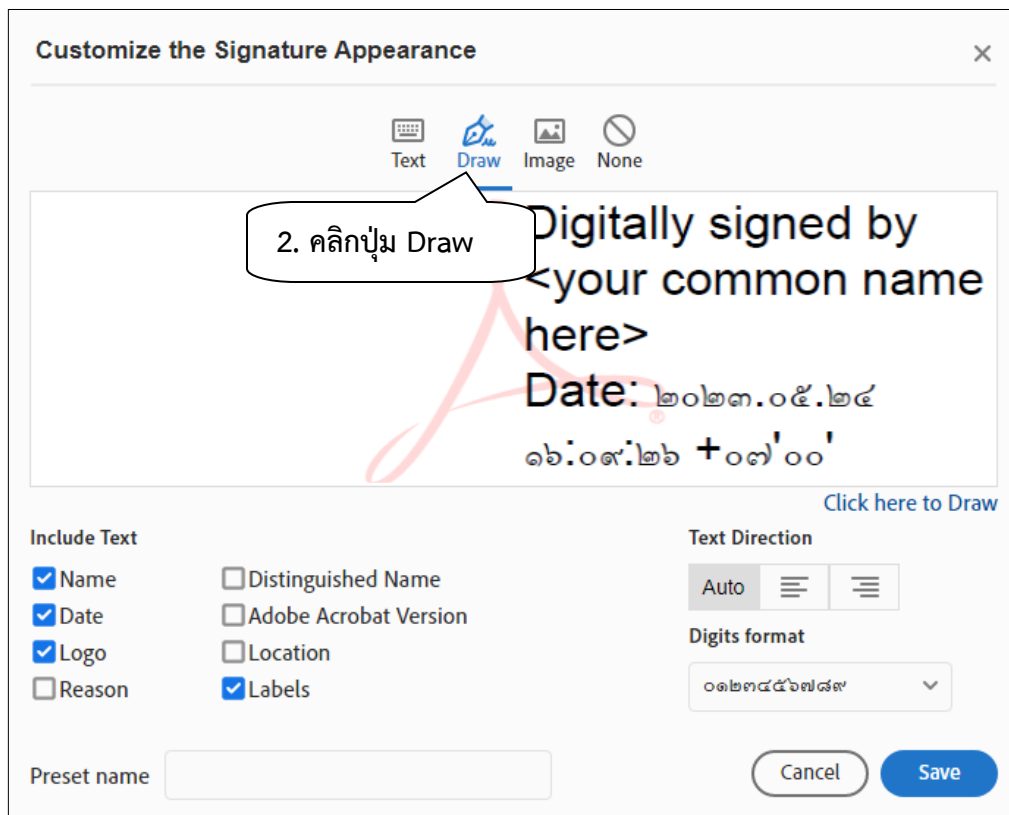 Customize the Signature Appearance
Text Draw Image None
2. คลิกปุ่ม Draw
Digitally signed by
<your common name
here>
Date: ๒๐๒๓.๐๕.๒๔
๑๖:๐๙:๒๖ +๐๗'๐๐'
®
Click here to Draw
Include Text
Text Direction
Name
Distinguished Name
Auto
Date
Adobe Acrobat Version
Digits format
Logo
Location
๐๑๒๓๔๕๖๗๘๙
Reason
Labels
Preset name
Cancel
Save